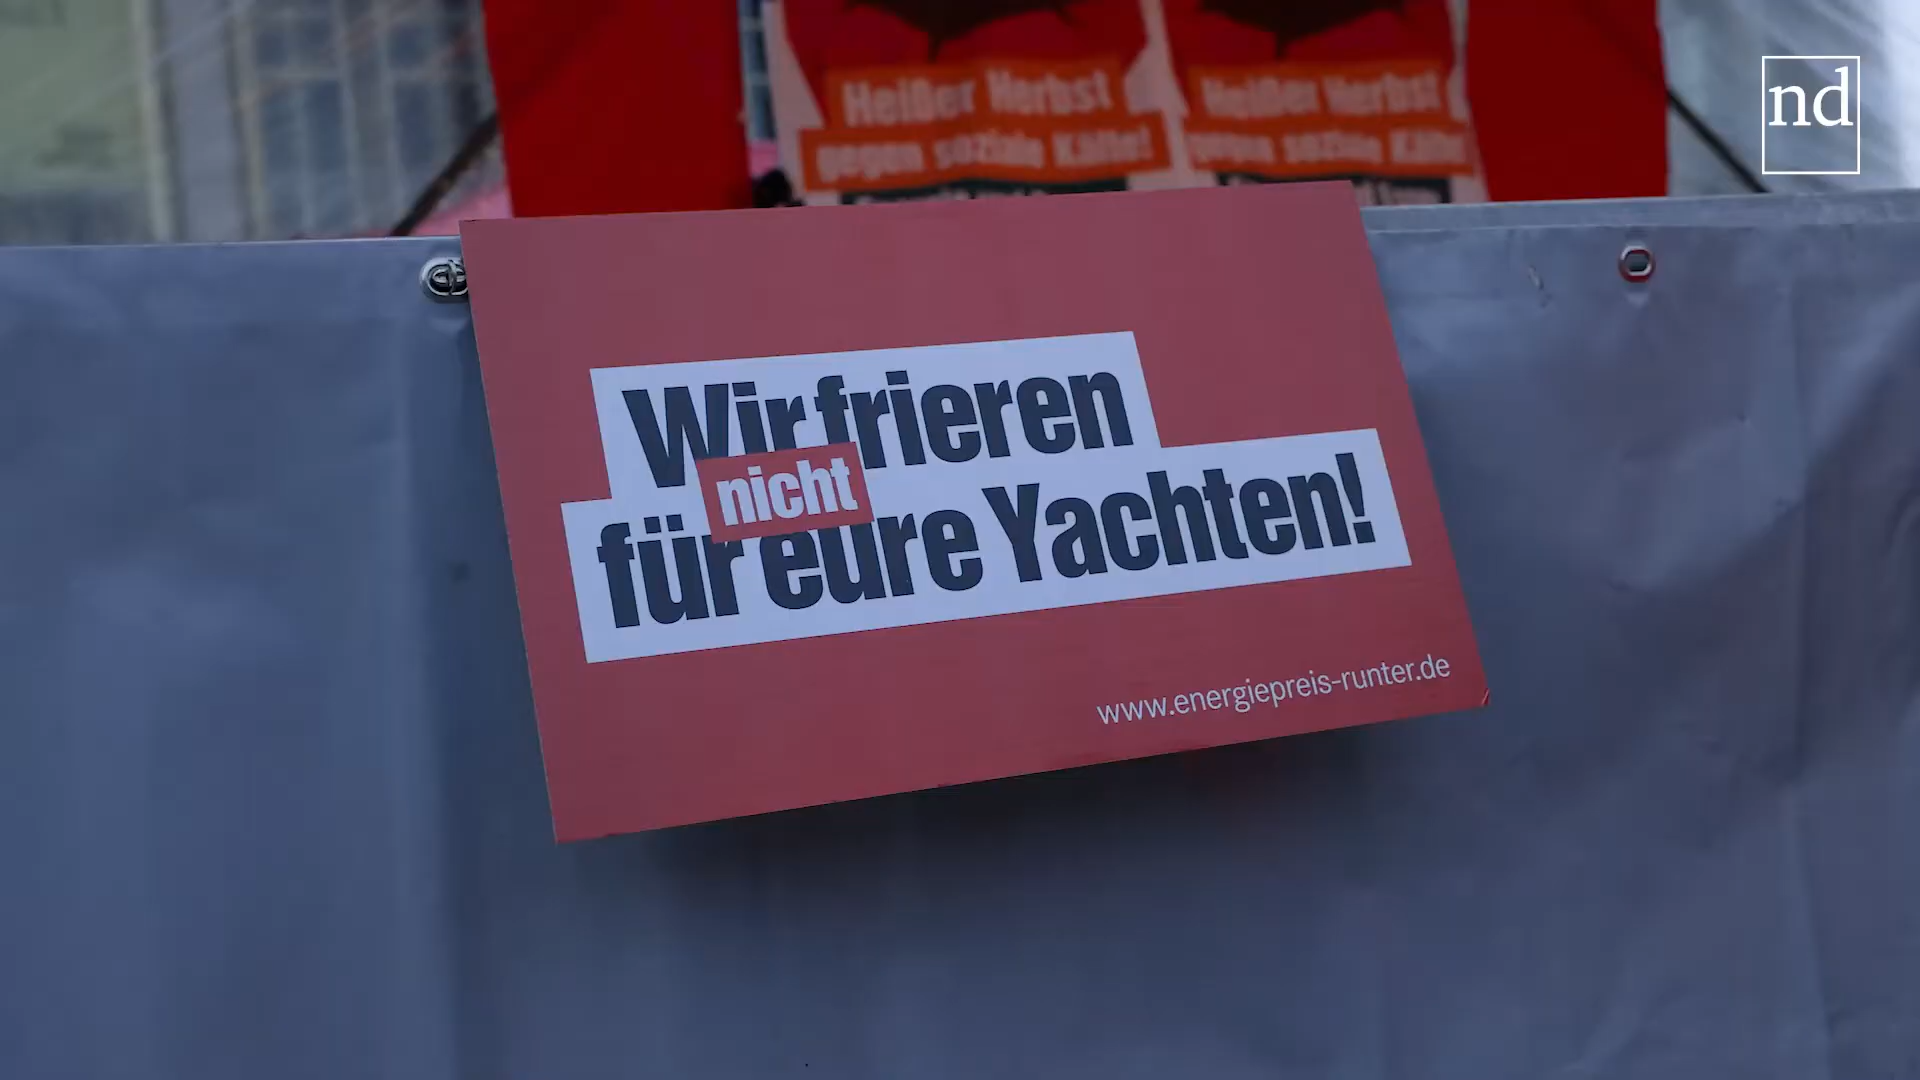 Heißer Herbst
gegen soziale Kälte!
Heißer Herbst
gegen soziale Kälte
nd
Wir frieren
nicht
für eure Yachten!
www.energiepreis-runter.de